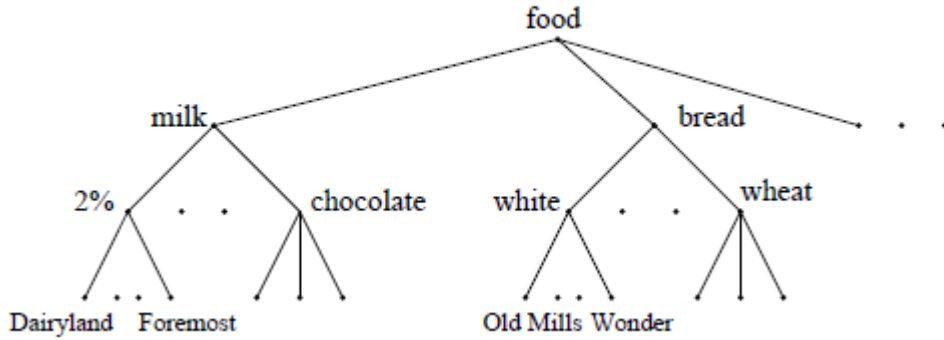 food
milk
bread
2%
chocolate
white
wheat
Dairyland Foremost
Old Mills Wonder